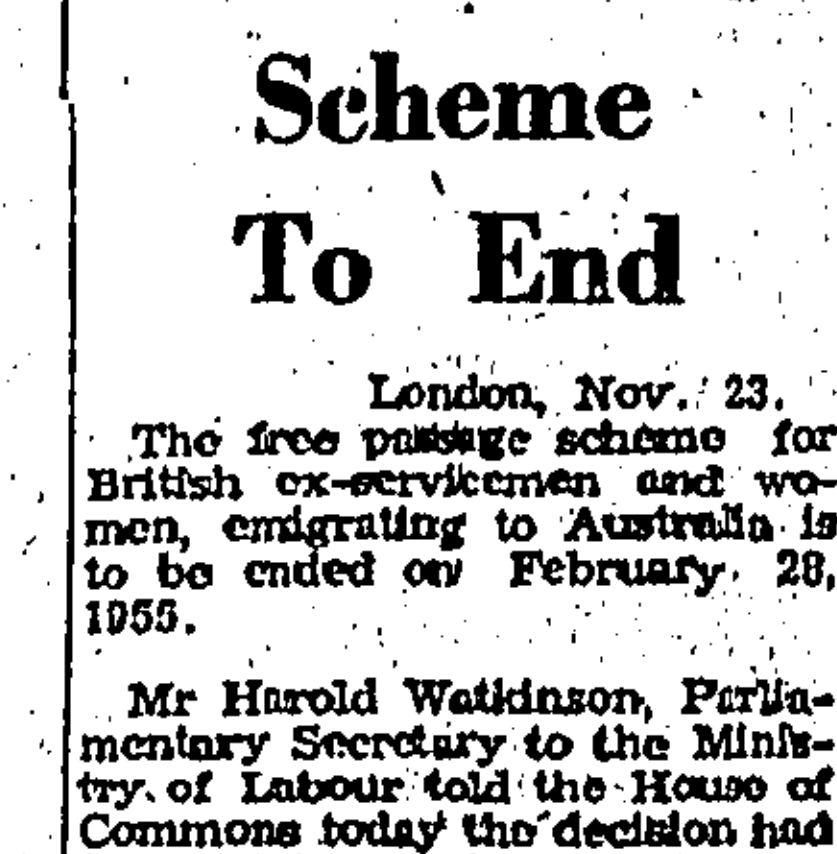 Scheme
To End
London, Nov. 23.
The free passage scheme for
British ex-servicemen and wo-
men, emigrating to Australia is
to be ended on February 28,
1955.
Mr Harold Watkinson, Parlia-
mentary Secretary to the Minis-
try of Labour told the House of
Commons today the decision had